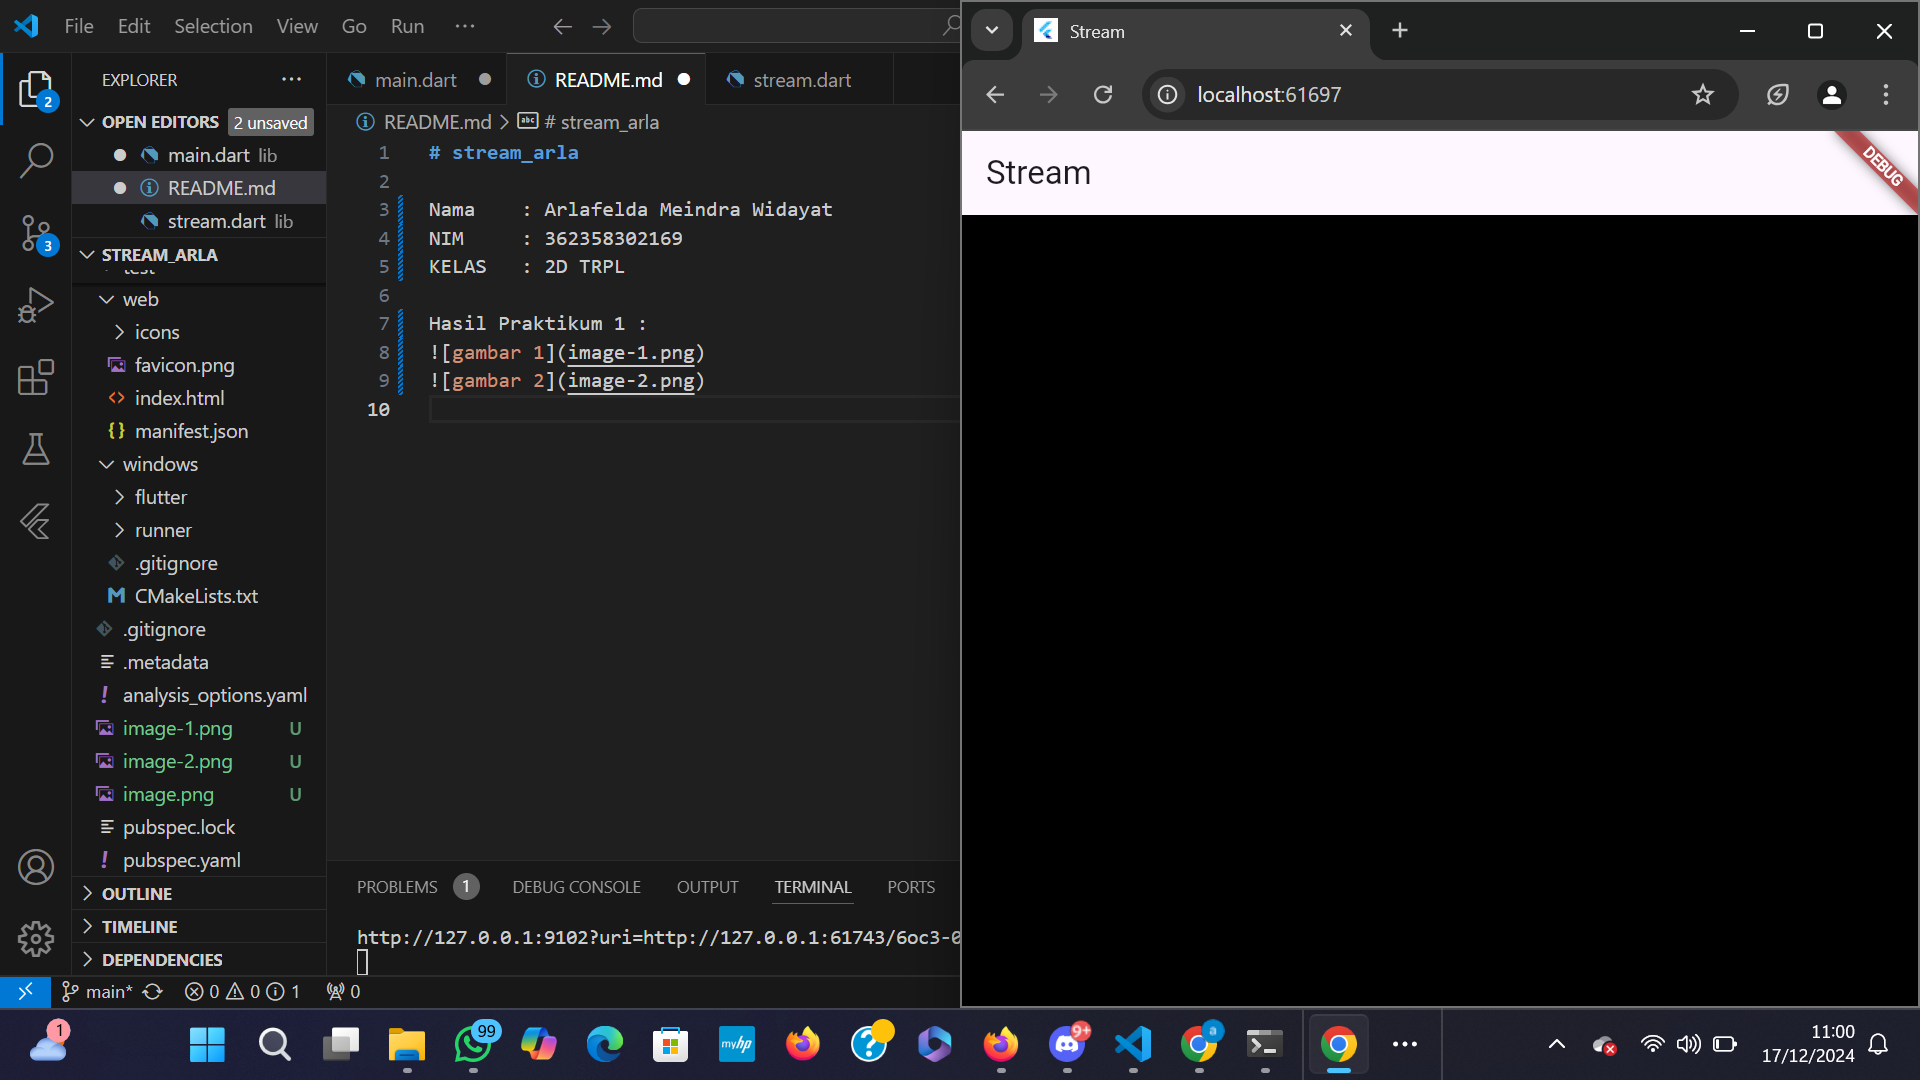 File Edit Selection View Go Run ···
EXPLORER
OPEN EDITORS 2 unsaved
main.dart lib
README.md
stream.dart lib
STREAM_ARLA
test
web
icons
favicon.png
index.html
manifest.json
windows
flutter
runner
.gitignore
CMakeLists.txt
.gitignore
.metadata
analysis_options.yaml
image-1.png U
image-2.png U
image.png U
pubspec.lock
pubspec.yaml
OUTLINE
TIMELINE
DEPENDENCIES
2
3
main.dart README.md stream.dart
README.md > # stream_arla
1 # stream_arla
2
3 Nama : Arlafelda Meindra Widayat
4 NIM : 362358302169
5 KELAS : 2D TRPL
6
7 Hasil Praktikum 1 :
8 ![gambar 1](image-1.png)
9 ![gambar 2](image-2.png)
10
PROBLEMS 1 DEBUG CONSOLE OUTPUT TERMINAL PORTS
http://127.0.0.1:9102?uri=http://127.0.0.1:61743/6oc3-0
main* 0 0 1 0
Stream
localhost:61697
Stream
DEBUG
1
99
myhp
9+
a
11:00
17/12/2024